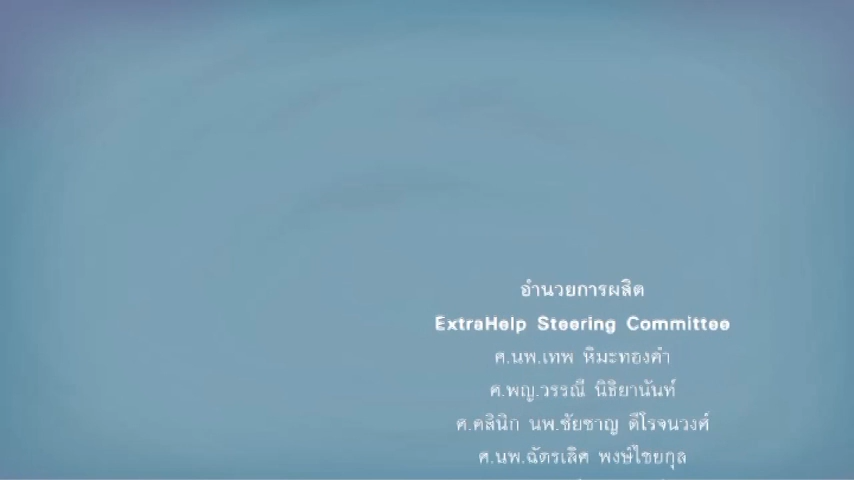 อำนวยการผลิต
ExtraHelp Steering Committee
ศ.นพ.เทพ หิมะทองคำ
ศ.พญ.วรรณี นิธิยานันท์
ศ.คลินิก นพ.ชัยชาญ ดีโรจนวงศ์
ศ.นพ.ฉัตรเลิศ พงษ์ไชยกุล